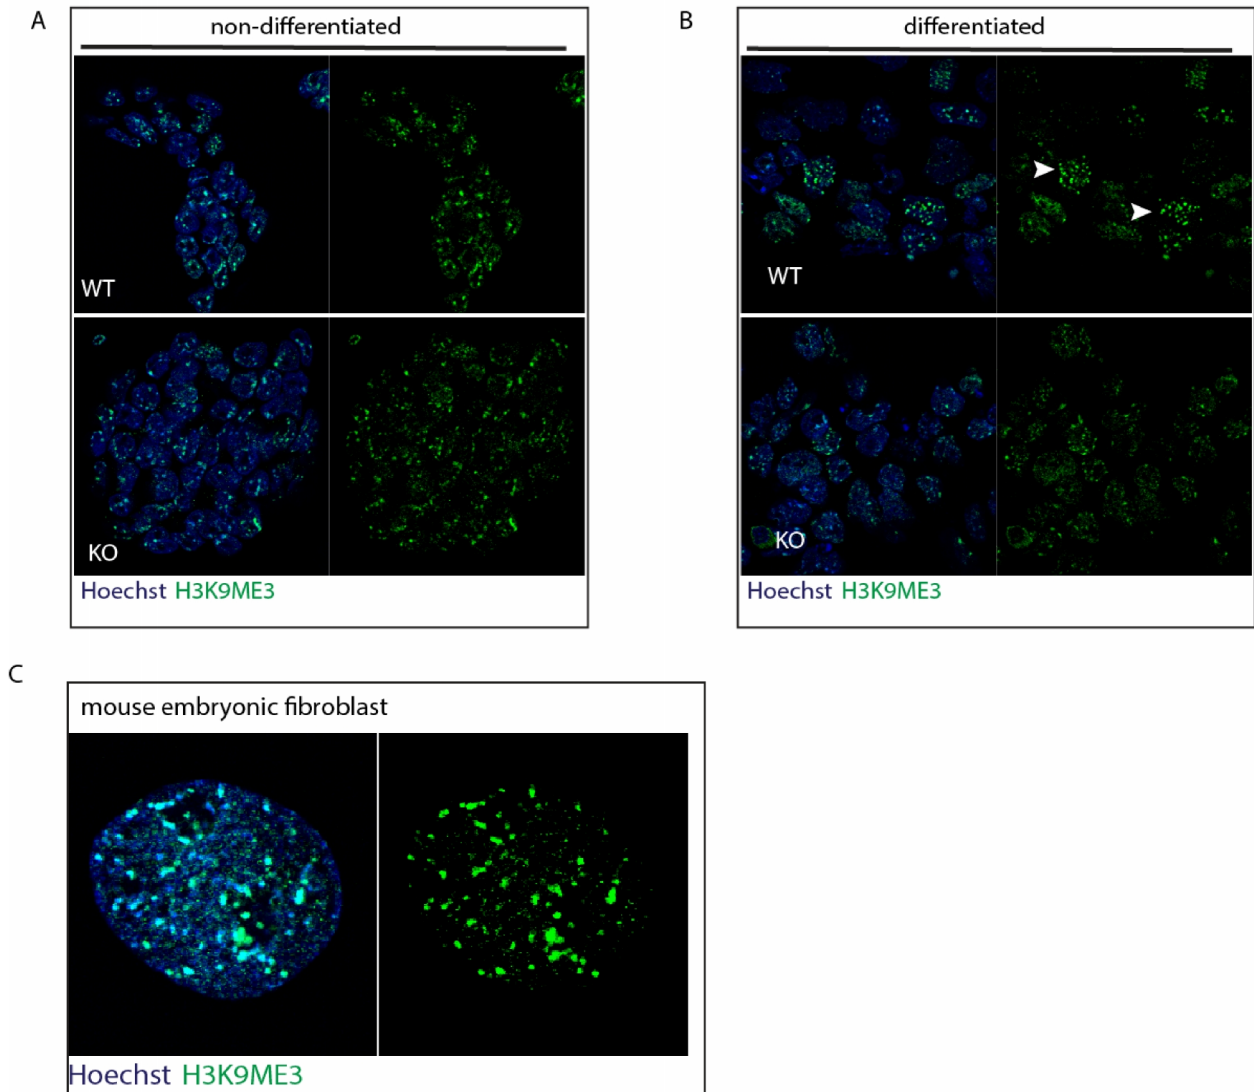 A
non-differentiated
WT
KO
Hoechst H3K9ME3
B
differentiated
WT
KO
Hoechst H3K9ME3
C
mouse embryonic fibroblast
Hoechst H3K9ME3